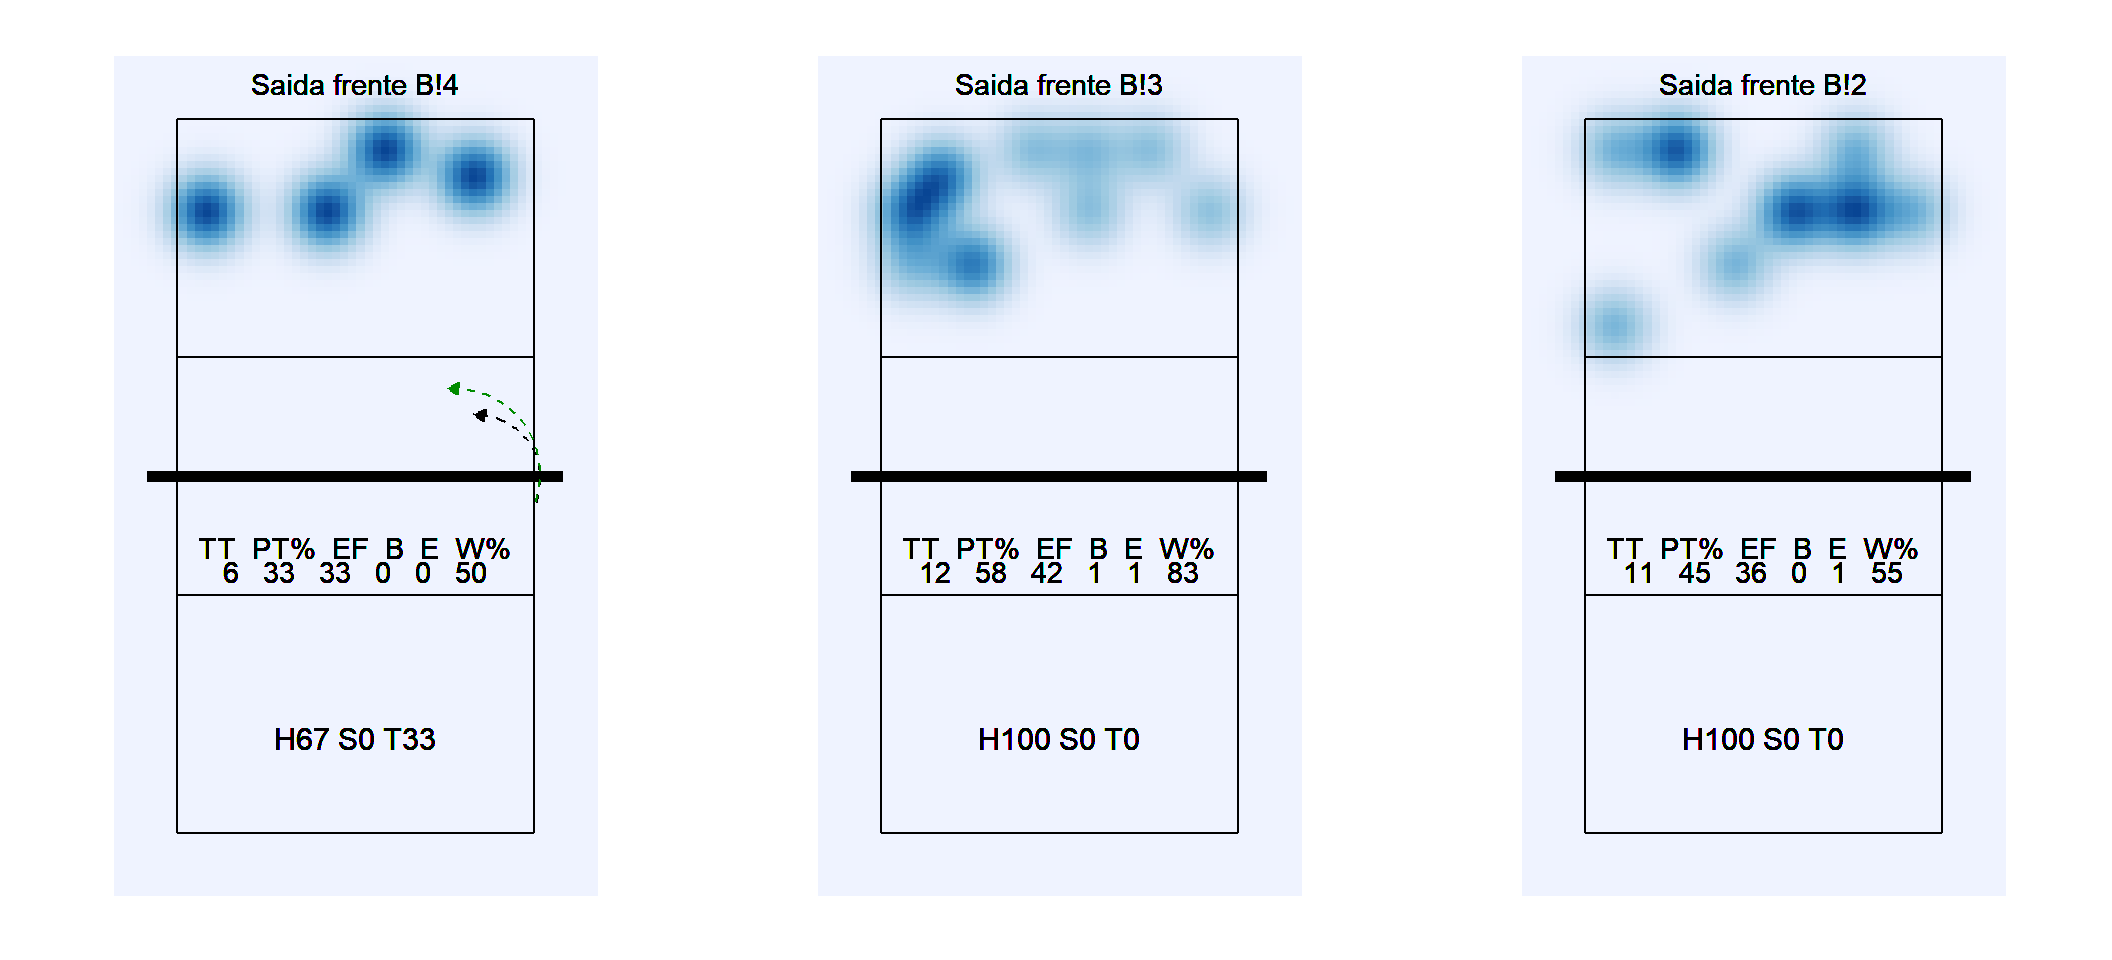 Saida frente B!4
TT PT% EF B E W%
6 33 33 0 0 50
H67 S0 T33
Saida frente B!3
TT PT% EF B E W%
12 58 42 1 1 83
H100 S0 T0
Saida frente B!2
TT PT% EF B E W%
11 45 36 0 1 55
H100 S0 T0